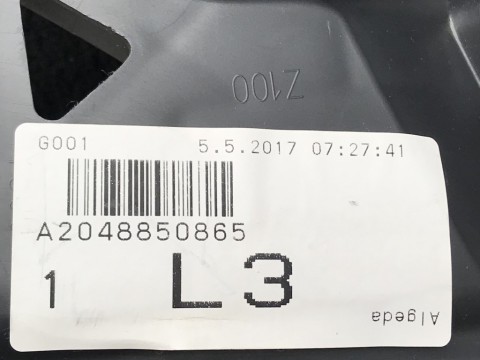 Z100
G001 5.5.2017 07:27:41
A2048850865
1 L3
Algeda